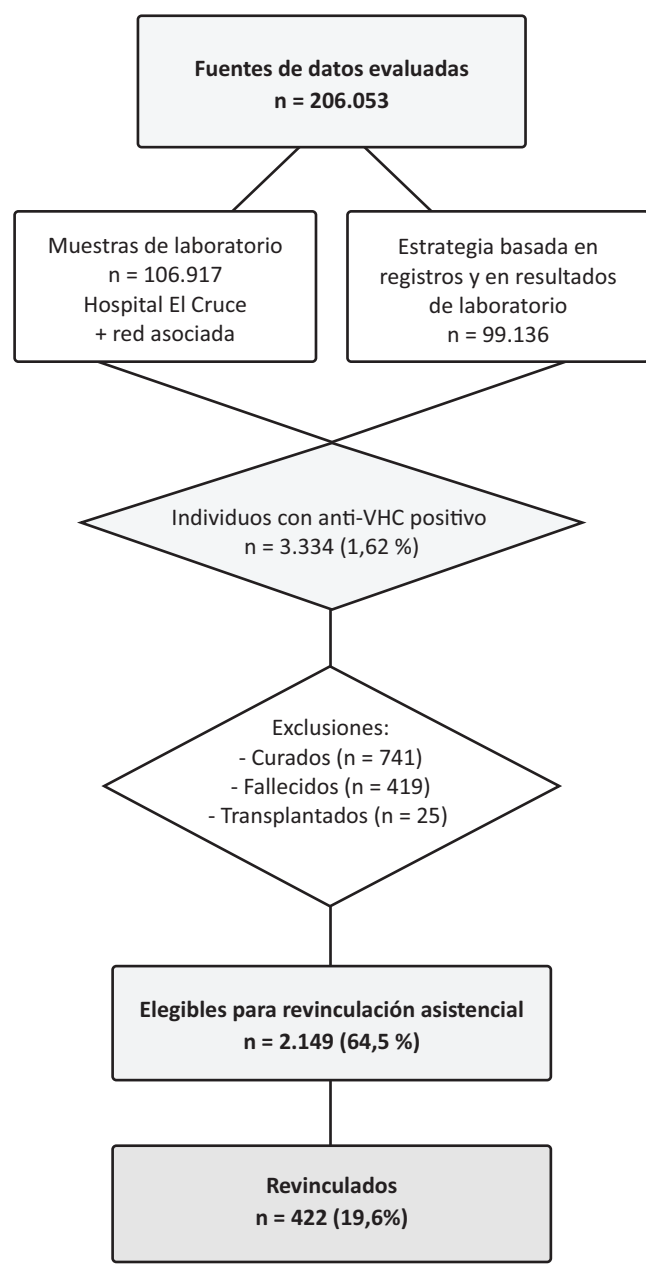 Fuentes de datos evaluadas
n = 206.053
Muestras de laboratorio
n = 106.917
Hospital El Cruce
+ red asociada
Estrategia basada en
registros y en resultados
de laboratorio
n = 99.136
Individuos con anti-VHC positivo
n = 3.334 (1,62 %)
Exclusiones:
- Curados (n = 741)
- Fallecidos (n = 419)
- Transplantados (n = 25)
Elegibles para revinculación asistencial
n = 2.149 (64,5 %)
Revinculados
n = 422 (19,6%)